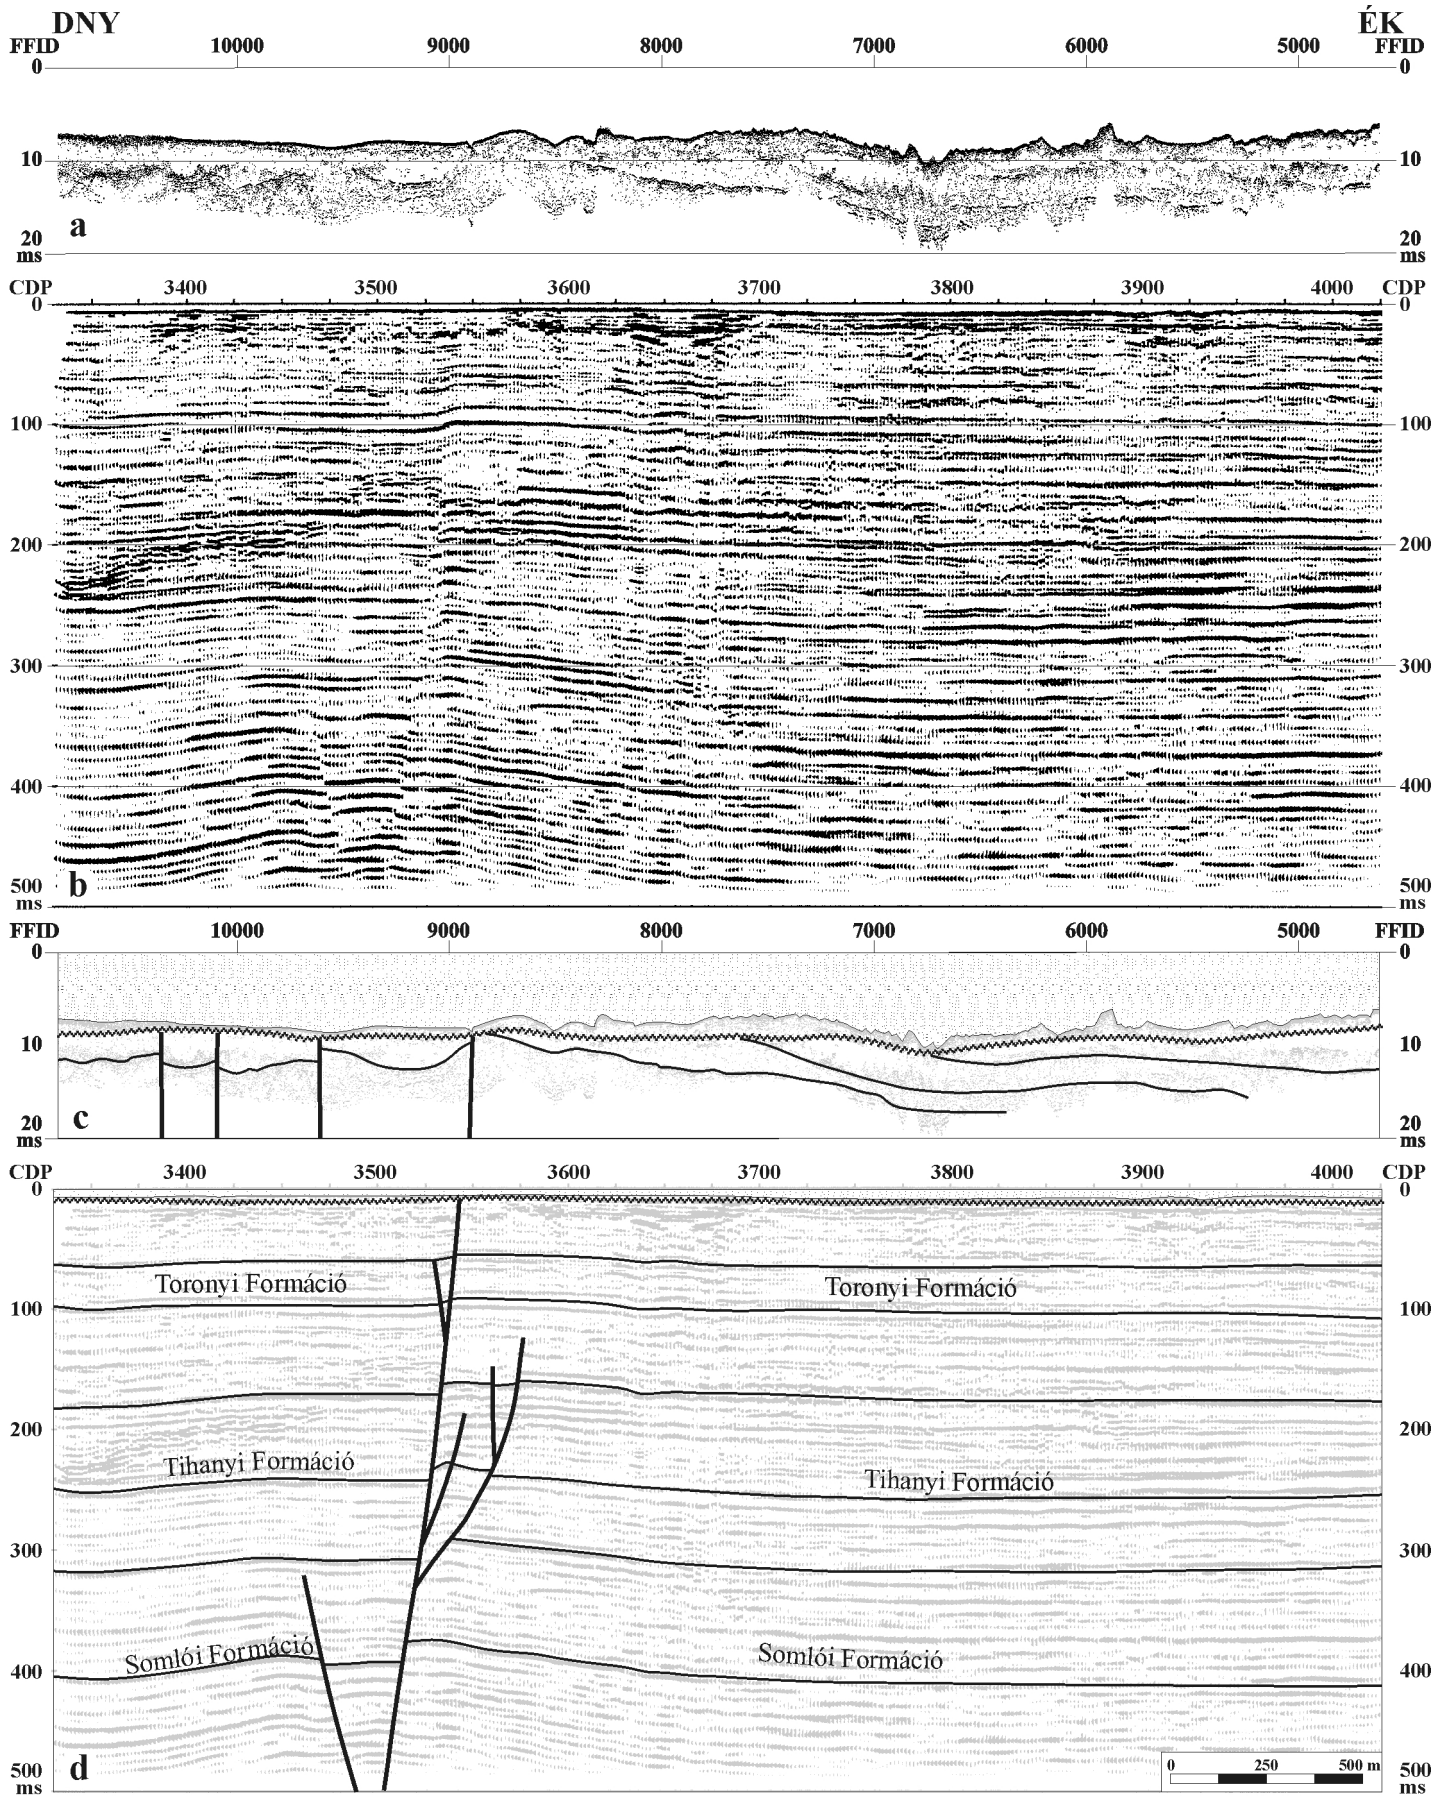 DNY ÉK
FFID 10000 9000 8000 7000 6000 5000 FFID
0 0
10 10
a
20 20
ms ms
CDP 3400 3500 3600 3700 3800 3900 4000 CDP
0 0
100 100
200 200
300 300
400 400
500 b 500
ms ms
FFID 10000 9000 8000 7000 6000 5000 FFID
0 0
10 10
c
20 20
ms ms
CDP 3400 3500 3600 3700 3800 3900 4000 CDP
0 0
Toronyi Formáció Toronyi Formáció
100 100
200 200
Tihanyi Formáció Tihanyi Formáció
300 300
Somlói Formáció Somlói Formáció
400 400
0 250 500 m
500 d 500
ms ms